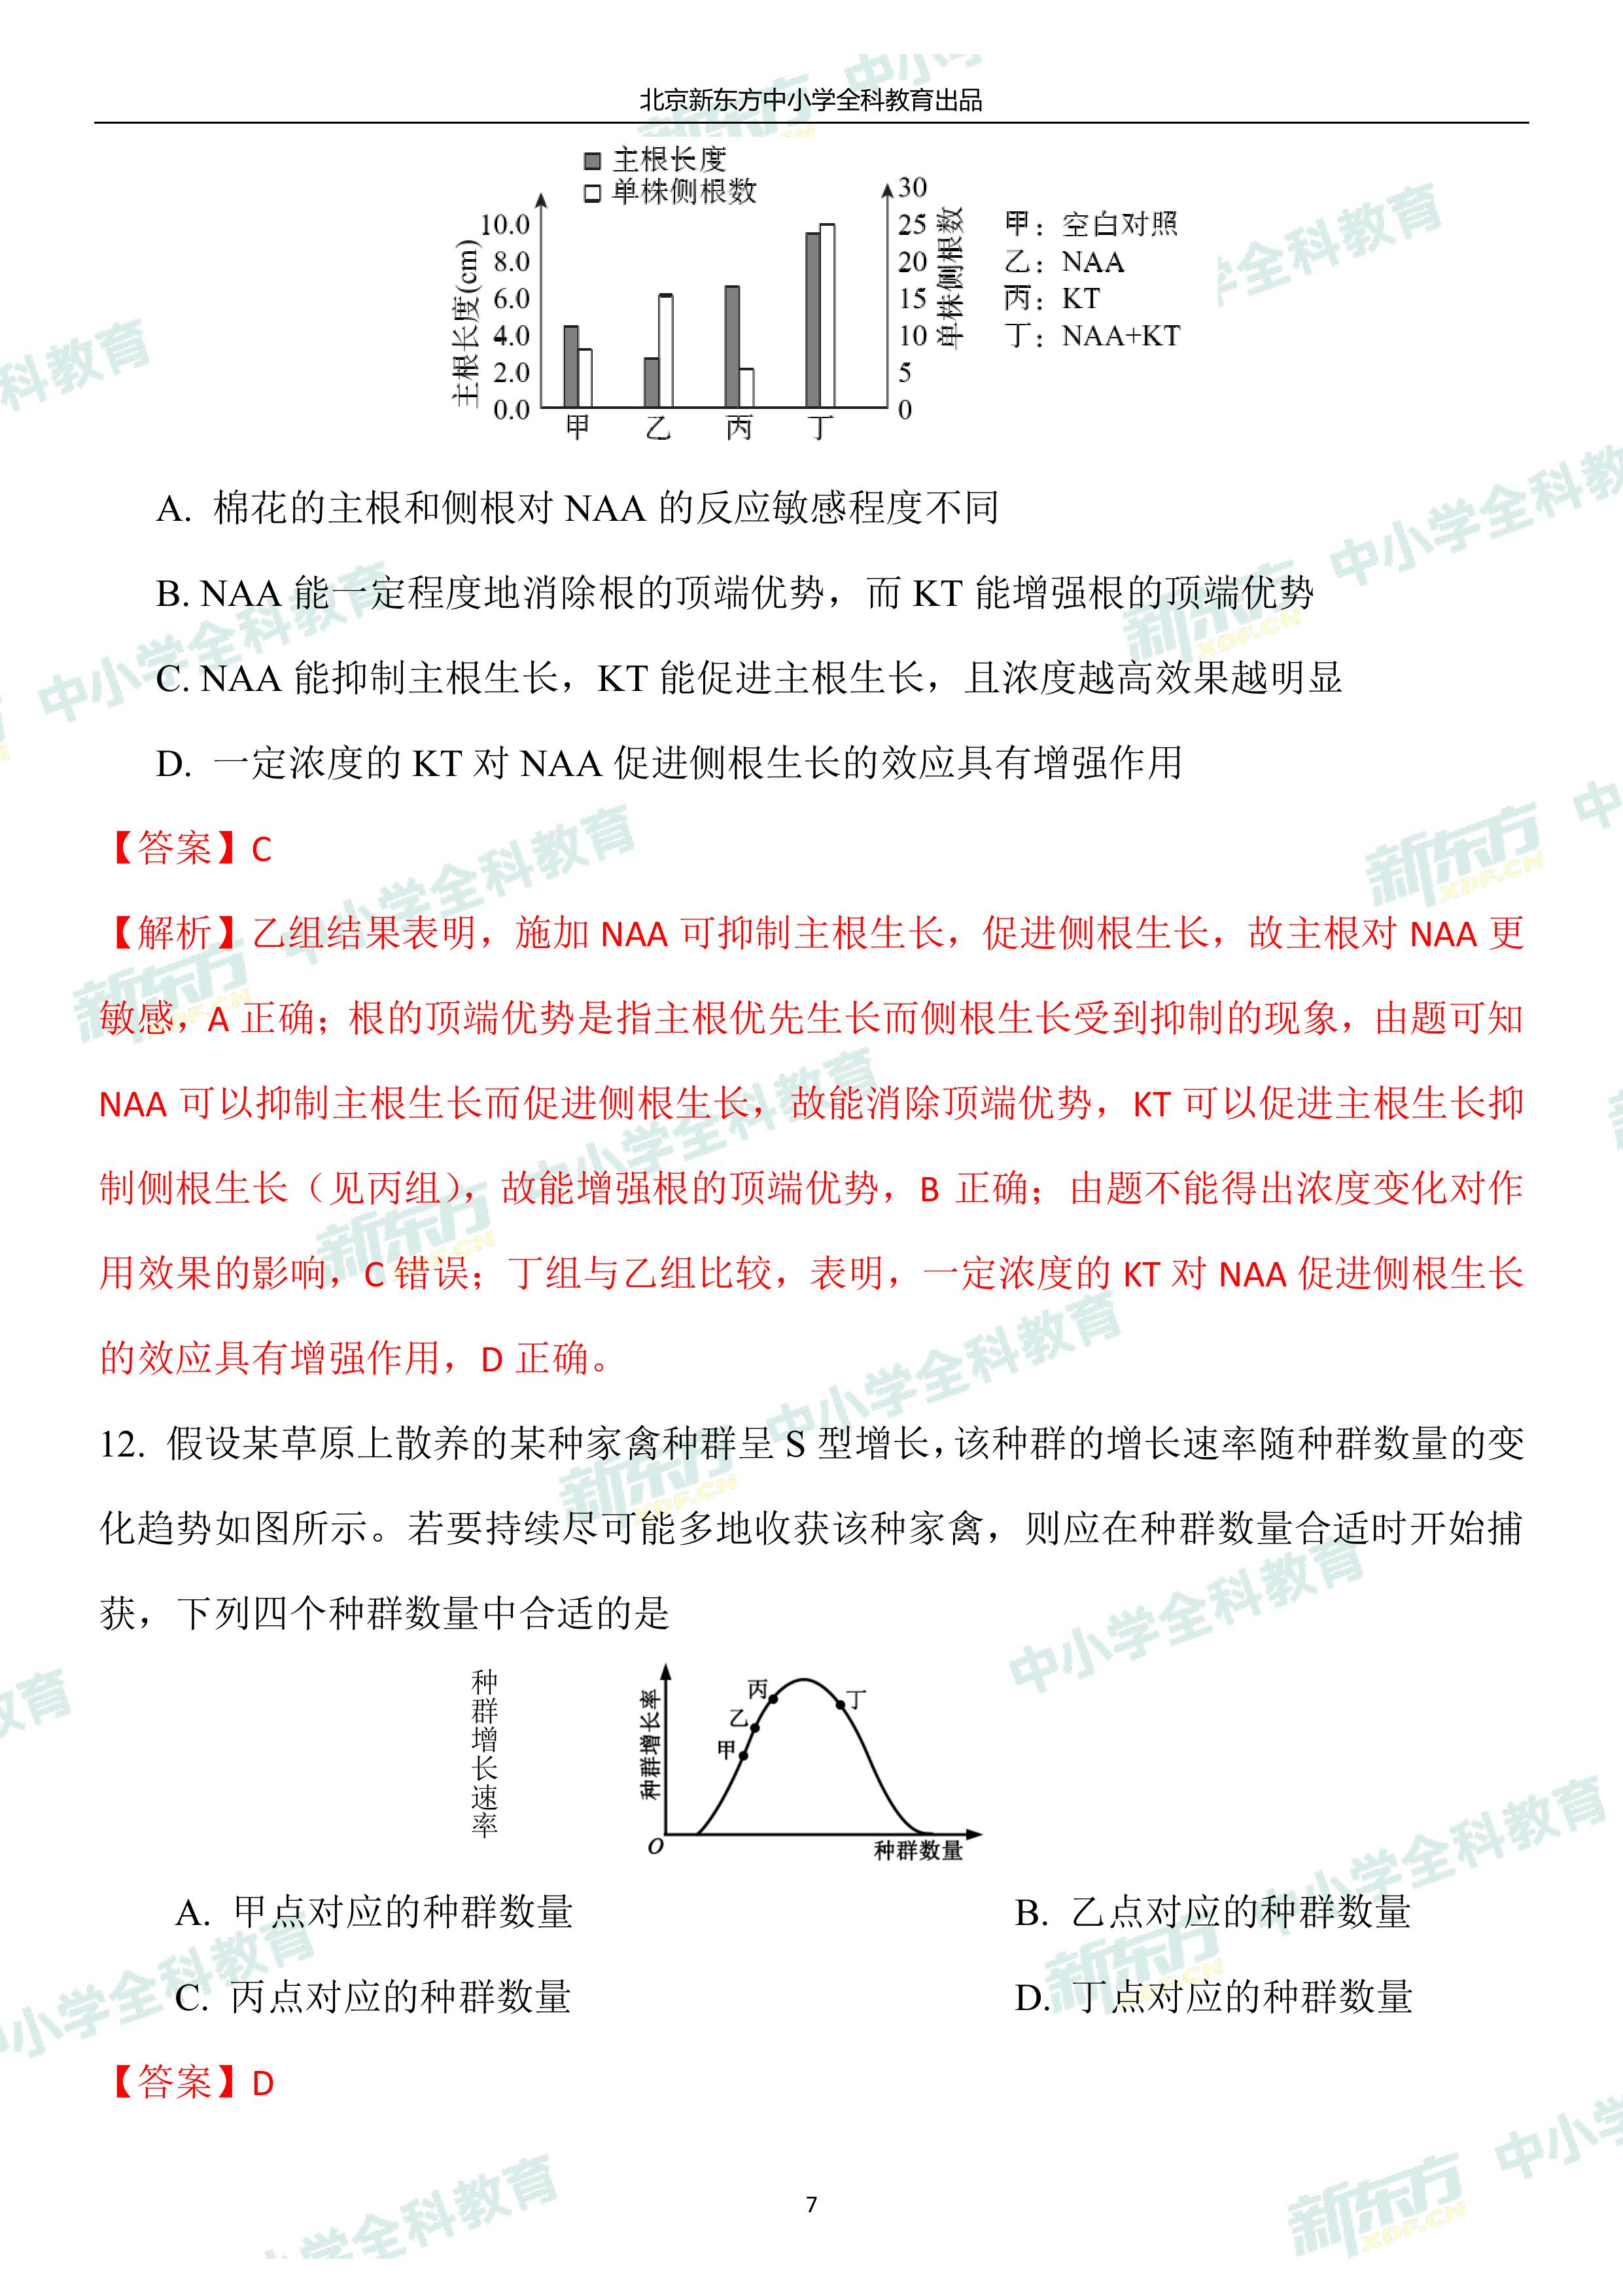 北京新东方中小学全科教育出品
主根长度
单株侧根数
主根长度(cm)
10.0
8.0
6.0
4.0
2.0
0.0
甲 乙 丙 丁
30
25
20
15
10
5
0
单株侧根数
甲：空白对照
乙：NAA
丙：KT
丁：NAA+KT
A. 棉花的主根和侧根对 NAA 的反应敏感程度不同
B. NAA 能一定程度地消除根的顶端优势，而 KT 能增强根的顶端优势
C. NAA 能抑制主根生长，KT 能促进主根生长，且浓度越高效果越明显
D. 一定浓度的 KT 对 NAA 促进侧根生长的效应具有增强作用
【答案】C
【解析】乙组结果表明，施加 NAA 可抑制主根生长，促进侧根生长，故主根对 NAA 更
敏感，A 正确；根的顶端优势是指主根优先生长而侧根生长受到抑制的现象，由题可知
NAA 可以抑制主根生长而促进侧根生长，故能消除顶端优势，KT 可以促进主根生长抑
制侧根生长（见丙组），故能增强根的顶端优势，B 正确；由题不能得出浓度变化对作
用效果的影响，C 错误；丁组与乙组比较，表明，一定浓度的 KT 对 NAA 促进侧根生长
的效应具有增强作用，D 正确。
12. 假设某草原上散养的某种家禽种群呈 S 型增长，该种群的增长速率随种群数量的变
化趋势如图所示。若要持续尽可能多地收获该种家禽，则应在种群数量合适时开始捕
获，下列四个种群数量中合适的是
种群增长速率
种群增长率
甲
乙
丙
丁
O
种群数量
A. 甲点对应的种群数量 B. 乙点对应的种群数量
C. 丙点对应的种群数量 D. 丁点对应的种群数量
【答案】D
7
新东方 XDF.CN 中小学全科教育